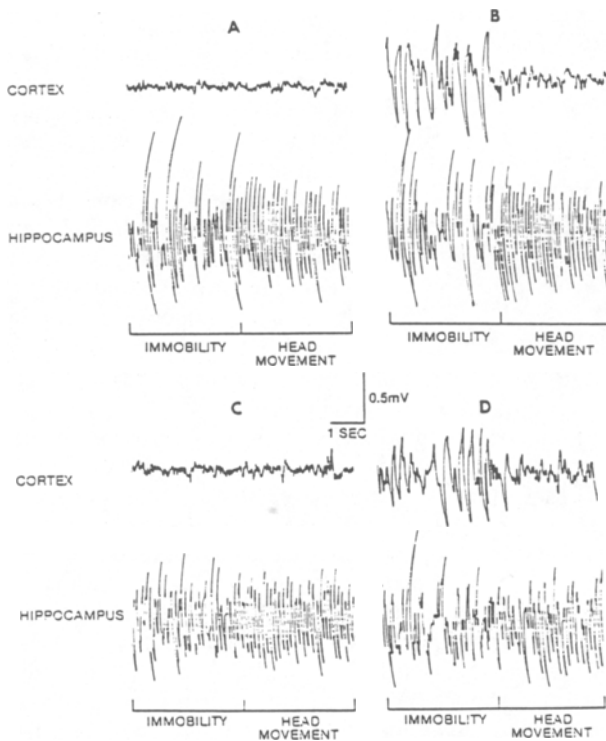 A
B
CORTEX
HIPPOCAMPUS
IMMOBILITY
HEAD
MOVEMENT
IMMOBILITY
HEAD
MOVEMENT
C
0.5mV
1 SEC
D
CORTEX
HIPPOCAMPUS
IMMOBILITY
HEAD
MOVEMENT
IMMOBILITY
HEAD
MOVEMENT